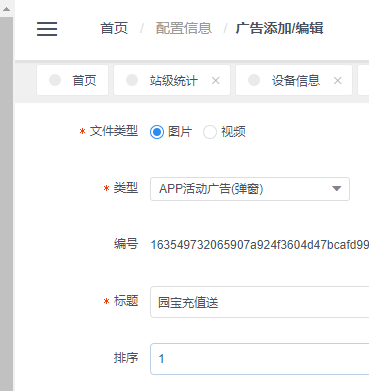 首页 / 配置信息 / 广告添加/编辑
首页 站级统计 × 设备信息 ×
* 文件类型 图片 视频
* 类型 APP活动广告(弹窗)
编号 163549732065907a924f3604d47bcafd99
* 标题 园宝充值送
排序 1